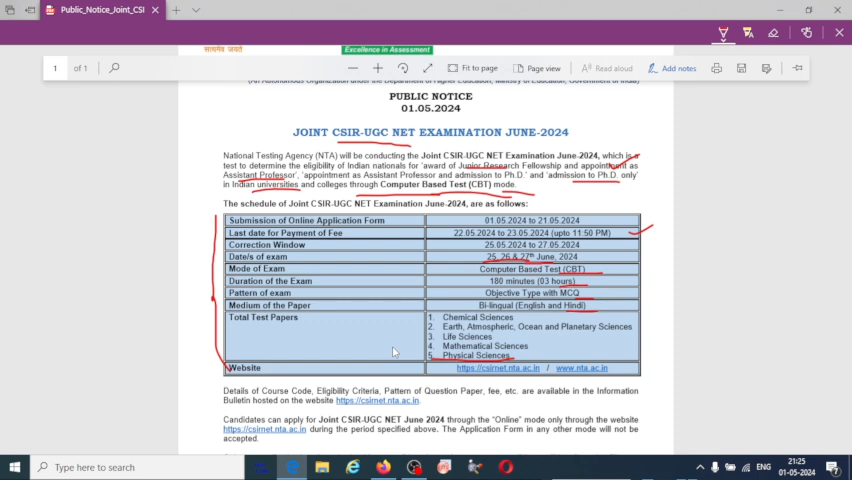 Public_Notice_Joint_CSI
1 of 1
Fit to page
Page view
Read aloud
Add notes
सत्यमेव जयते
Excellence in Assessment
(An Autonomous Organization under the Department of Higher Education, Ministry of Education, Government of India)
PUBLIC NOTICE
01.05.2024
JOINT CSIR-UGC NET EXAMINATION JUNE-2024
National Testing Agency (NTA) will be conducting the Joint CSIR-UGC NET Examination June-2024, which is a
test to determine the eligibility of Indian nationals for ‘award of Junior Research Fellowship and appointment as
Assistant Professor’, ‘appointment as Assistant Professor and admission to Ph.D.’ and ‘admission to Ph.D. only’
in Indian universities and colleges through Computer Based Test (CBT) mode.
The schedule of Joint CSIR-UGC NET Examination June-2024, are as follows:
Submission of Online Application Form 01.05.2024 to 21.05.2024
Last date for Payment of Fee 22.05.2024 to 23.05.2024 (upto 11:50 PM)
Correction Window 25.05.2024 to 27.05.2024
Date/s of exam 25, 26 & 27th June, 2024
Mode of Exam Computer Based Test (CBT)
Duration of the Exam 180 minutes (03 hours)
Pattern of exam Objective Type with MCQ
Medium of the Paper Bi-lingual (English and Hindi)
Total Test Papers 1. Chemical Sciences
2. Earth, Atmospheric, Ocean and Planetary Sciences
3. Life Sciences
4. Mathematical Sciences
5. Physical Sciences
Website https://csirnet.nta.ac.in / www.nta.ac.in
Details of Course Code, Eligibility Criteria, Pattern of Question Paper, fee, etc. are available in the Information
Bulletin hosted on the website https://csirnet.nta.ac.in.
Candidates can apply for Joint CSIR-UGC NET June 2024 through the “Online” mode only through the website
https://csirnet.nta.ac.in during the period specified above. The Application Form in any other mode will not be
accepted.
Type here to search
ENG
21:25
01-05-2024